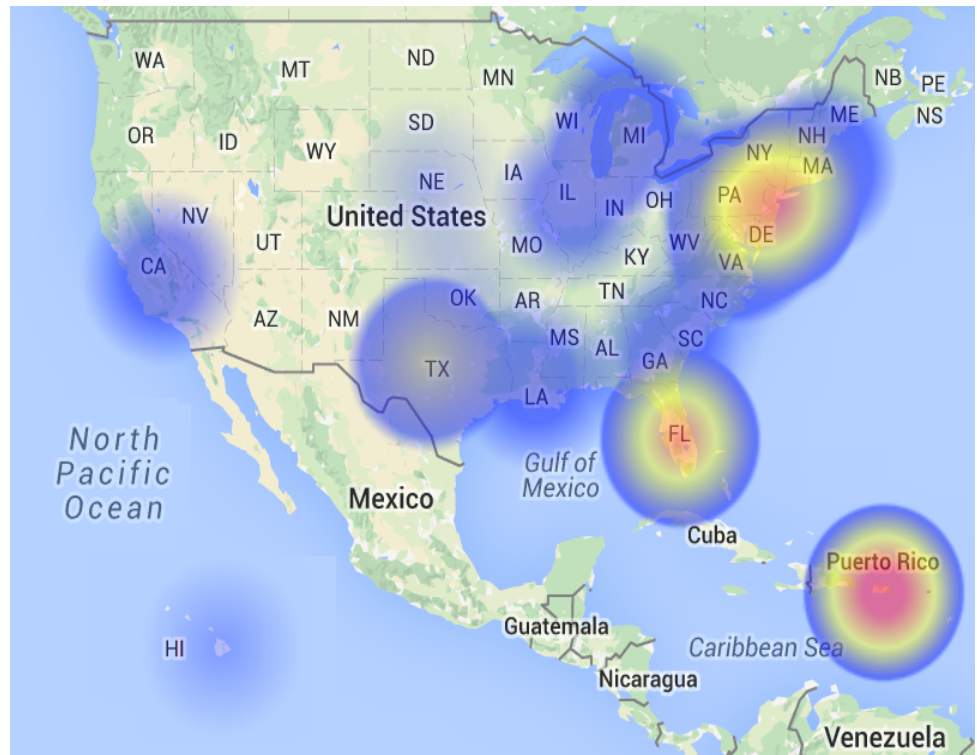 WA
MT
ND
MN
NB
PE
NS
ME
OR
ID
SD
WI
MI
NH
NY
MA
WY
IA
NE
IL
IN
OH
PA
NV
United States
UT
MO
KY
WV
DE
VA
CA
OK
AR
TN
NC
AZ
NM
MS
AL
SC
GA
TX
LA
FL
North
Pacific
Ocean
Gulf of
Mexico
Mexico
Cuba
Puerto Rico
HI
Guatemala
Caribbean Sea
Nicaragua
Venezuela